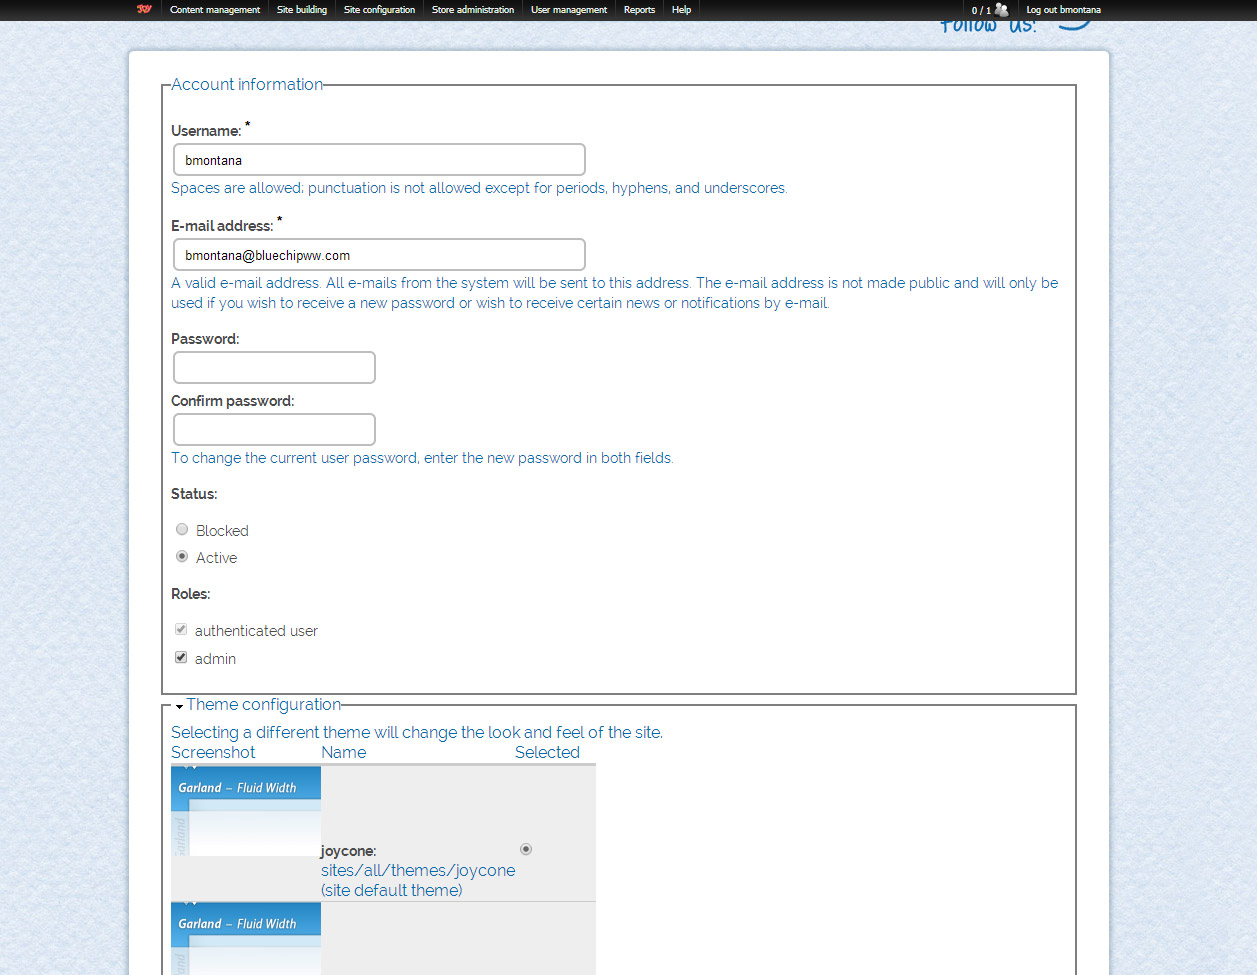 JOY Content management Site building Site configuration Store administration User management Reports Help 0 / 1 Log out bmontana
Follow Us!
Account information
Username: *
bmontana
Spaces are allowed; punctuation is not allowed except for periods, hyphens, and underscores.
E-mail address: *
bmontana@bluechipww.com
A valid e-mail address. All e-mails from the system will be sent to this address. The e-mail address is not made public and will only be
used if you wish to receive a new password or wish to receive certain news or notifications by e-mail.
Password:
Confirm password:
To change the current user password, enter the new password in both fields.
Status:
Blocked
Active
Roles:
authenticated user
admin
Theme configuration
Selecting a different theme will change the look and feel of the site.
Screenshot Name Selected
Garland – Fluid Width
joycone:
sites/all/themes/joycone
(site default theme)
Garland – Fluid Width